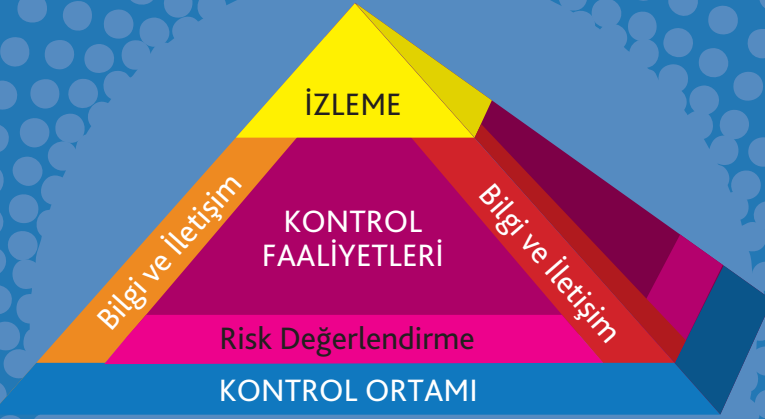 İZLEME
Bilgi ve İletişim
KONTROL
FAALİYETLERİ
Bilgi ve İletişim
Risk Değerlendirme
KONTROL ORTAMI